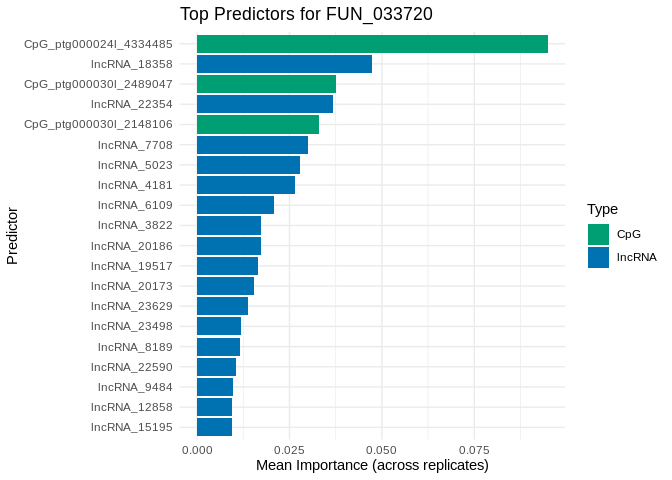 Top Predictors for FUN_033720
Predictor
CpG_ptg000024l_4334485
lncRNA_18358
CpG_ptg000030l_2489047
lncRNA_22354
CpG_ptg000030l_2148106
lncRNA_7708
lncRNA_5023
lncRNA_4181
lncRNA_6109
lncRNA_3822
lncRNA_20186
lncRNA_19517
lncRNA_20173
lncRNA_23629
lncRNA_23498
lncRNA_8189
lncRNA_22590
lncRNA_9484
lncRNA_12858
lncRNA_15195
0.000 0.025 0.050 0.075
Mean Importance (across replicates)
Type
CpG
lncRNA